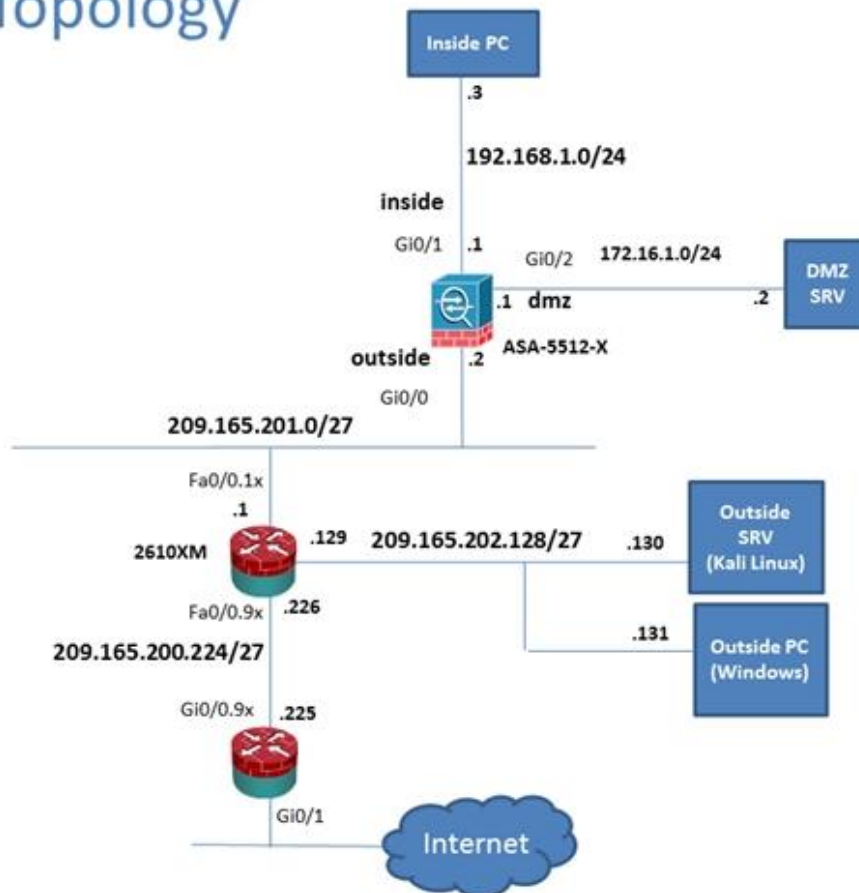 Topology
Inside PC
.3
192.168.1.0/24
inside
Gi0/1 .1
Gi0/2 172.16.1.0/24
DMZ
SRV
.1 dmz .2
ASA-5512-X
outside .2
Gi0/0
209.165.201.0/27
Fa0/0.1x
.1
2610XM
.129 209.165.202.128/27 .130
Outside
SRV
(Kali Linux)
Fa0/0.9x .226
209.165.200.224/27
.131
Outside PC
(Windows)
Gi0/0.9x .225
Gi0/1
Internet